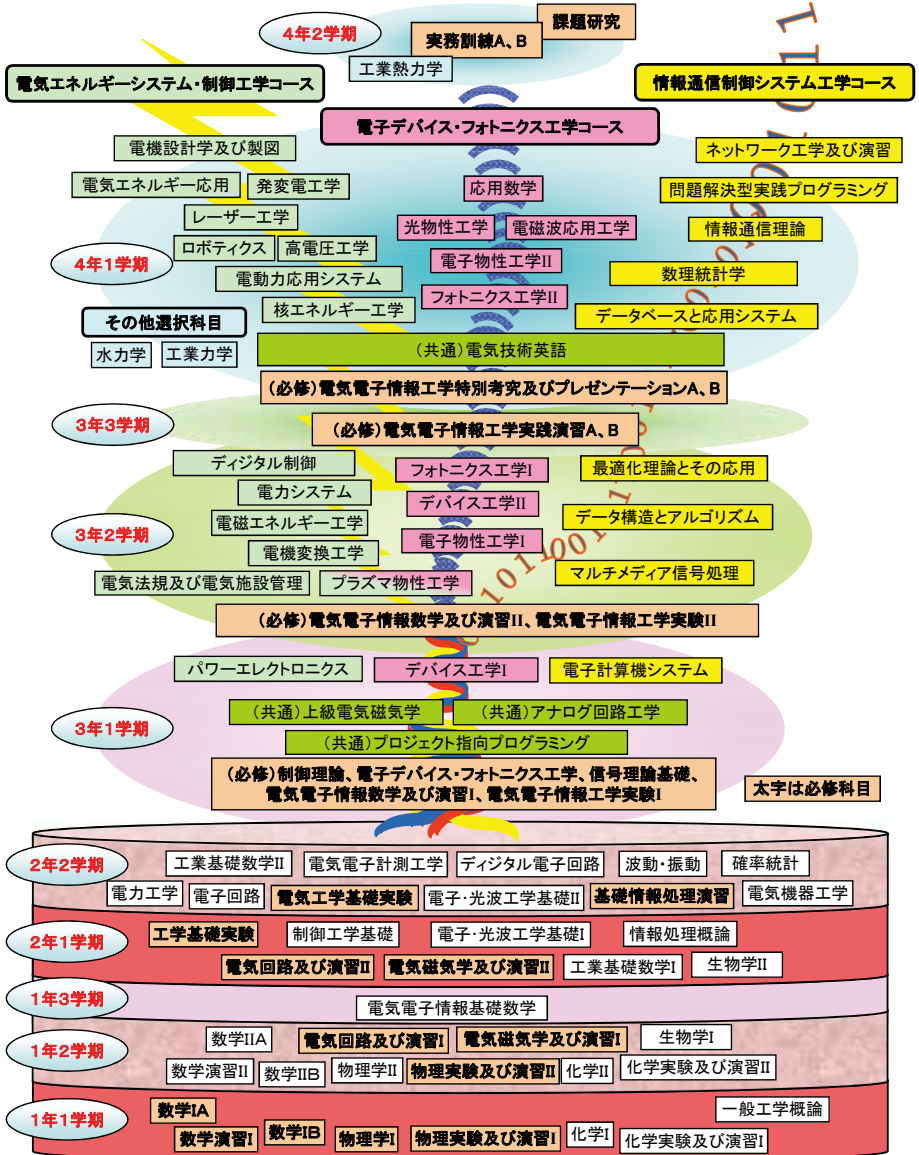 4年2学期
課題研究
実務訓練A、B
工業熱力学
電気エネルギーシステム・制御工学コース
情報通信制御システム工学コース
電子デバイス・フォトニクス工学コース
電機設計学及び製図
ネットワーク工学及び演習
電気エネルギー応用
発変電工学
応用数学
問題解決型実践プログラミング
レーザー工学
光物性工学
電磁波応用工学
情報通信理論
4年1学期
ロボティクス
高電圧工学
電子物性工学II
電動力応用システム
数理統計学
核エネルギー工学
フォトニクス工学II
データベースと応用システム
その他選択科目
水力学
工業力学
(共通)電気技術英語
(必修)電気電子情報工学特別考究及びプレゼンテーションA、B
3年3学期
(必修)電気電子情報工学実践演習A、B
ディジタル制御
フォトニクス工学I
最適化理論とその応用
電力システム
デバイス工学II
3年2学期
電磁エネルギー工学
データ構造とアルゴリズム
電機変換工学
電子物性工学I
電気法規及び電気施設管理
プラズマ物性工学
マルチメディア信号処理
(必修)電気電子情報数学及び演習II、電気電子情報工学実験II
パワーエレクトロニクス
デバイス工学I
電子計算機システム
3年1学期
(共通)上級電気磁気学
(共通)アナログ回路工学
(共通)プロジェクト指向プログラミング
(必修)制御理論、電子デバイス・フォトニクス工学、信号理論基礎、
電気電子情報数学及び演習I、電気電子情報工学実験I
太字は必修科目
2年2学期
工業基礎数学II
電気電子計測工学
ディジタル電子回路
波動・振動
確率統計
電力工学
電子回路
電気工学基礎実験
電子・光波工学基礎II
基礎情報処理演習
電気機器工学
2年1学期
工学基礎実験
制御工学基礎
電子・光波工学基礎I
情報処理概論
電気回路及び演習II
電気磁気学及び演習II
工業基礎数学I
生物学II
1年3学期
電気電子情報基礎数学
1年2学期
数学IIA
電気回路及び演習I
電気磁気学及び演習I
生物学I
数学演習II
数学IIB
物理学II
物理実験及び演習II
化学II
化学実験及び演習II
1年1学期
数学IA
一般工学概論
数学演習I
数学IB
物理学I
物理実験及び演習I
化学I
化学実験及び演習I